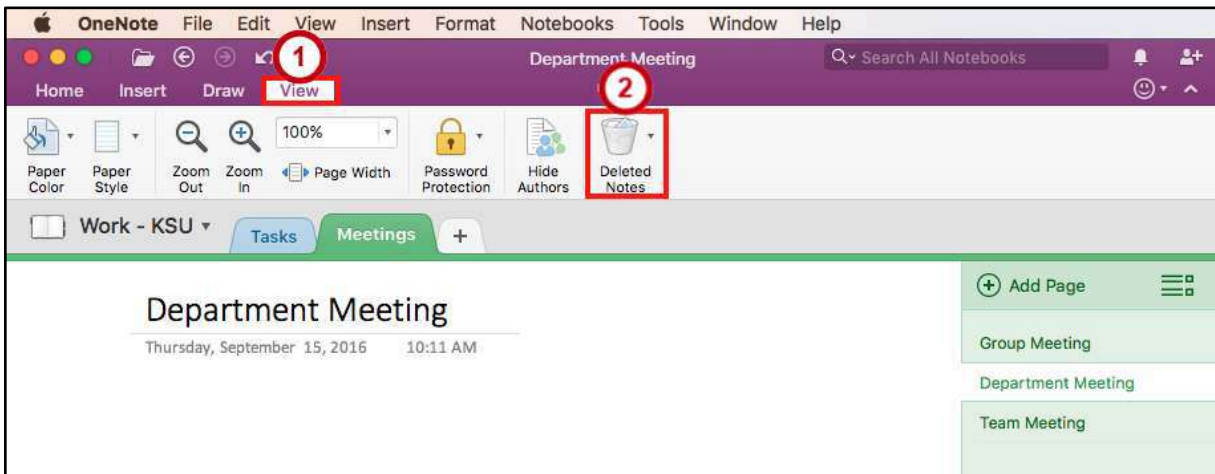 OneNote File Edit View Insert Format Notebooks Tools Window Help
1
Department Meeting
Search All Notebooks
Home Insert Draw View
2
100%
Page Width
Paper Color
Paper Style
Zoom Out
Zoom In
Password Protection
Hide Authors
Deleted Notes
Work - KSU
Tasks
Meetings
+
Department Meeting
Thursday, September 15, 2016 10:11 AM
Add Page
Group Meeting
Department Meeting
Team Meeting